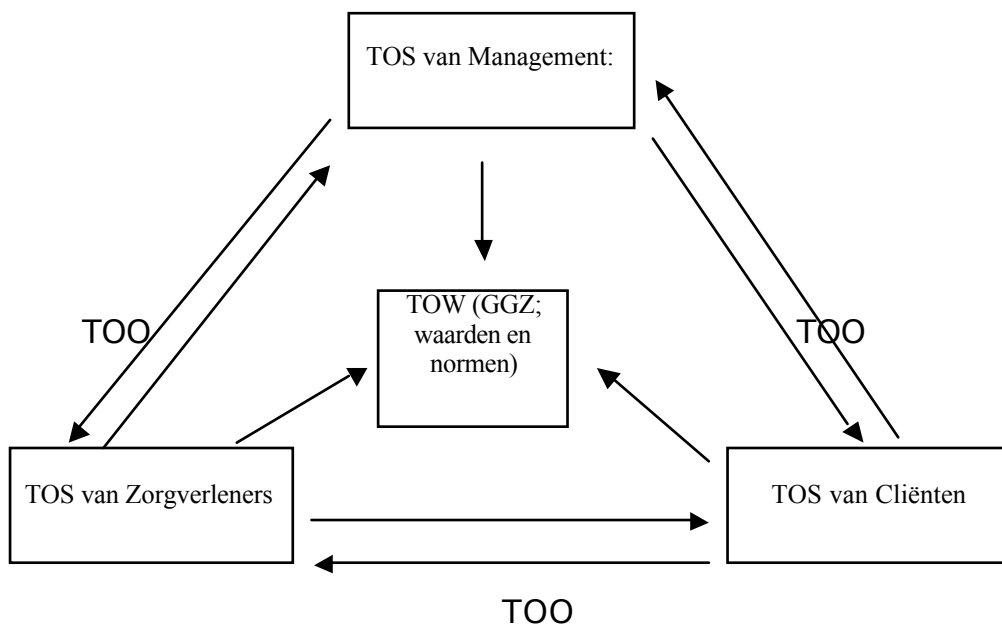 TOS van Management:
TOW (GGZ;
waarden en
normen)
TOO
TOO
TOS van Zorgverleners
TOS van Cliënten
TOO